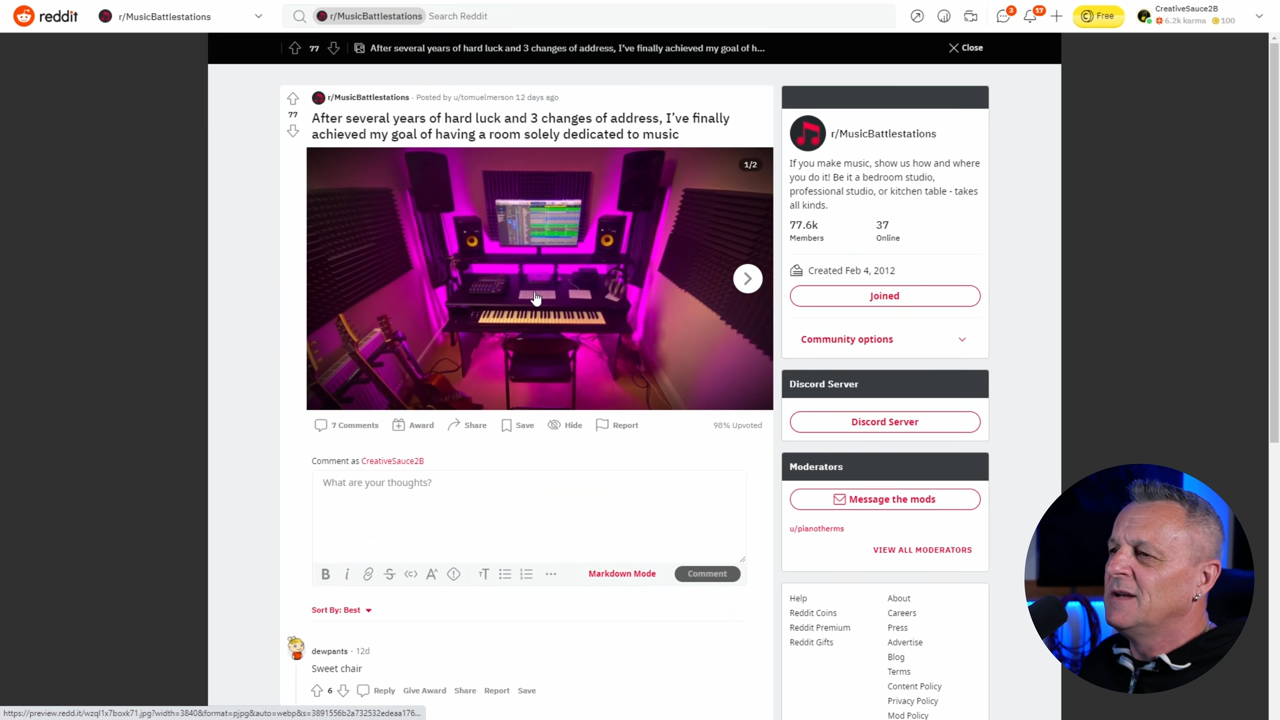 reddit
r/MusicBattlestations
r/MusicBattlestations
Search Reddit
3
17
Free
CreativeSauce2B
6.2k karma
100
77
After several years of hard luck and 3 changes of address, I've finally achieved my goal of h...
Close
77
r/MusicBattlestations · Posted by u/tomuelmerson 12 days ago
After several years of hard luck and 3 changes of address, I've finally
achieved my goal of having a room solely dedicated to music
1/2
7 Comments
Award
Share
Save
Hide
Report
98% Upvoted
Comment as CreativeSauce2B
What are your thoughts?
B
i
Markdown Mode
Comment
Sort By: Best
dewpants · 12d
Sweet chair
6
Reply
Give Award
Share
Report
Save
r/MusicBattlestations
If you make music, show us how and where
you do it! Be it a bedroom studio,
professional studio, or kitchen table - takes
all kinds.
77.6k
37
Members
Online
Created Feb 4, 2012
Joined
Community options
Discord Server
Discord Server
Moderators
Message the mods
u/pianotherms
VIEW ALL MODERATORS
Help
About
Reddit Coins
Careers
Reddit Premium
Press
Reddit Gifts
Advertise
Blog
Terms
Content Policy
Privacy Policy
Mod Policy